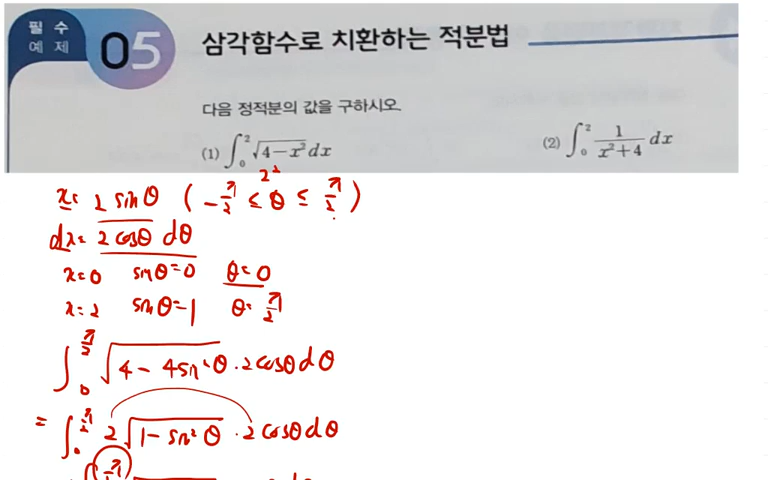 필수 예제 05 삼각함수로 치환하는 적분법
다음 정적분의 값을 구하시오.
(1) ∫₀² √(4−x²) dx (2) ∫₀² 1/(x²+4) dx
2²
x = 2 sinθ (−π/2 ≤ θ ≤ π/2)
dx = 2cosθ dθ
x=0 sinθ=0 θ=0
x=2 sinθ=1 θ=π/2
∫₀^(π/2) √(4 − 4sin²θ) · 2cosθ dθ
= ∫₀^(π/2) 2√(1 − sin²θ) · 2cosθ dθ